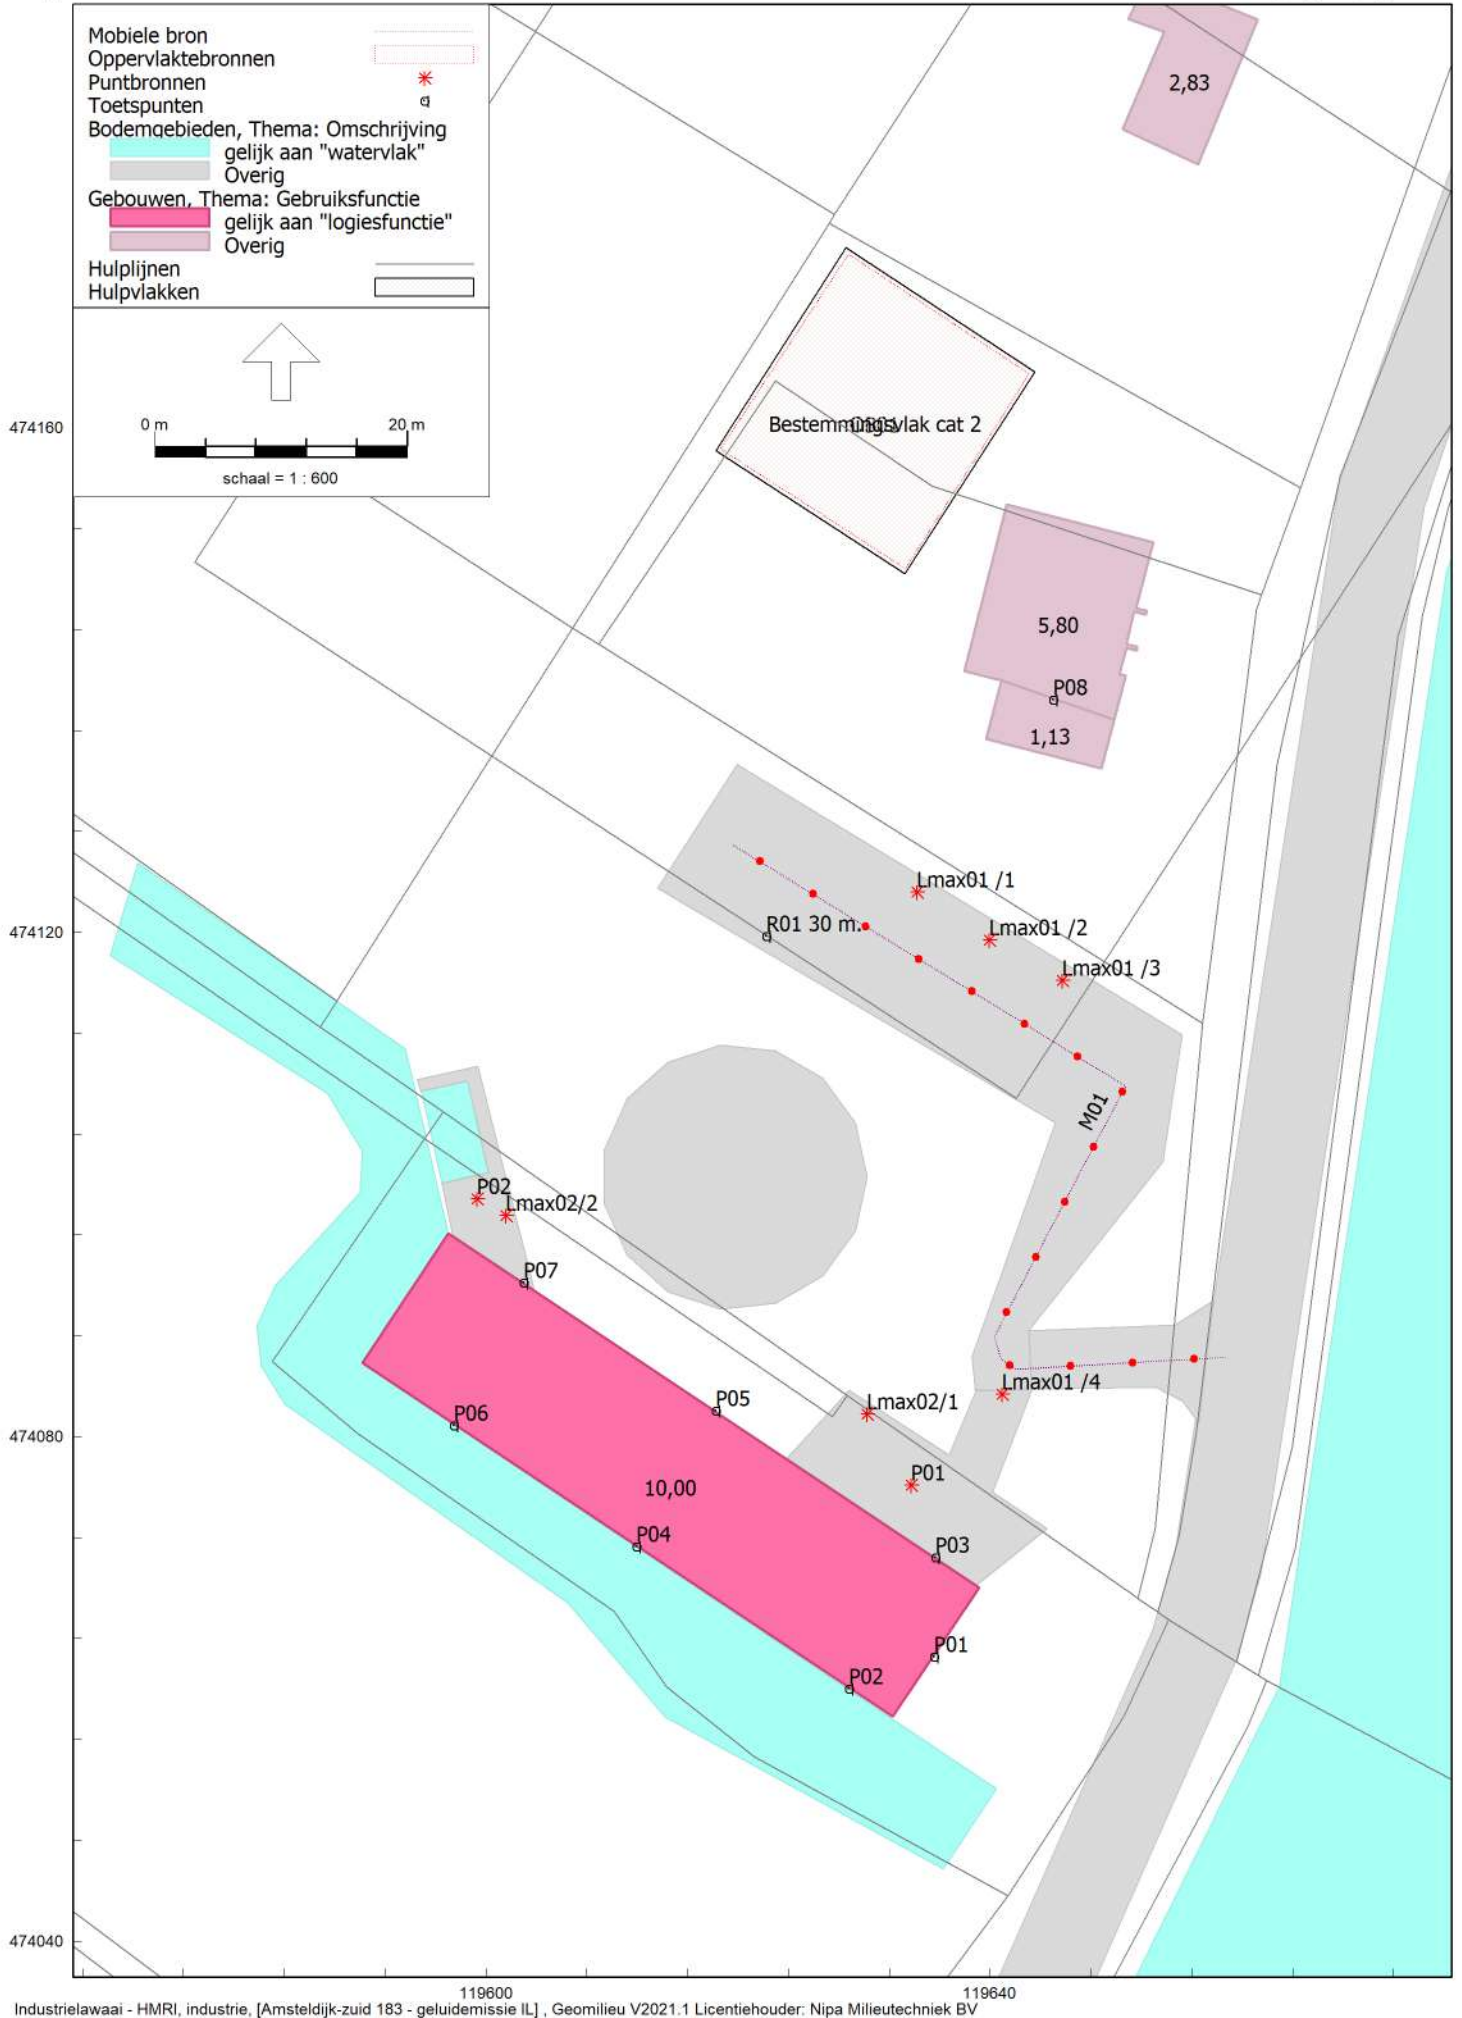 Mobiele bron
Oppervlaktebronnen
Puntbronnen
Toetspunten
Bodemgebieden, Thema: Omschrijving
gelijk aan "watervlak"
Overig
Gebouwen, Thema: Gebruiksfunctie
gelijk aan "logiesfunctie"
Overig
Hulplijnen
Hulpvlakken
0 m 20 m
schaal = 1 : 600
2,83
474160
Bestemmingsvlak cat 2
5,80
P08
1,13
Lmax01 /1
474120
R01 30 m.
Lmax01 /2
Lmax01 /3
M01
P02
Lmax02/2
P07
Lmax01 /4
P05
Lmax02/1
P06
474080
P01
10,00
P04
P03
P01
P02
474040
119600 119640
Industrielawaai - HMRI, industrie, [Amsteldijk-zuid 183 - geluidemissie IL] , Geomilieu V2021.1 Licentiehouder: Nipa Milieutechniek BV